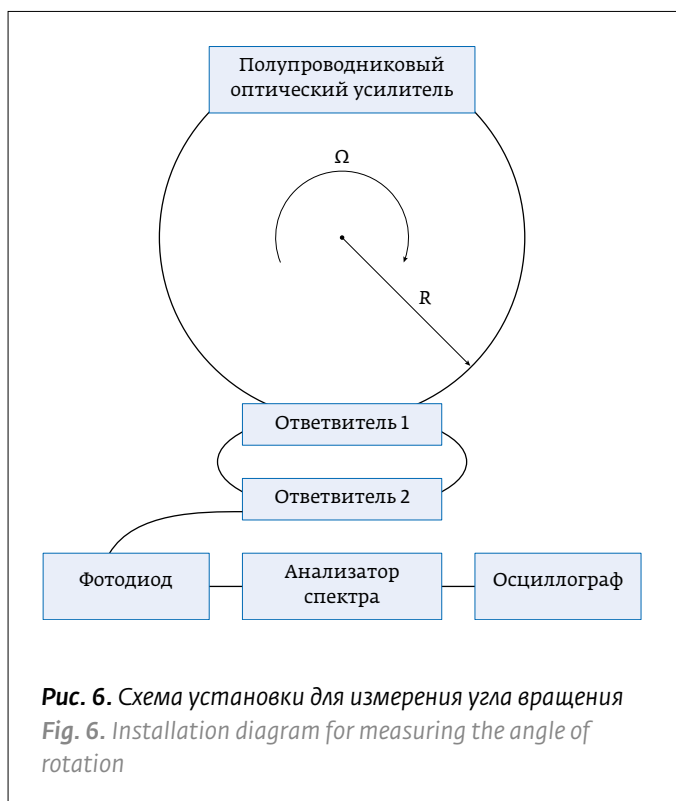 Полупроводниковый
оптический усилитель
Ω
R
Ответвитель 1
Ответвитель 2
Фотодиод
Анализатор
спектра
Осциллограф
Рис. 6. Схема установки для измерения угла вращения
Fig. 6. Installation diagram for measuring the angle of
rotation